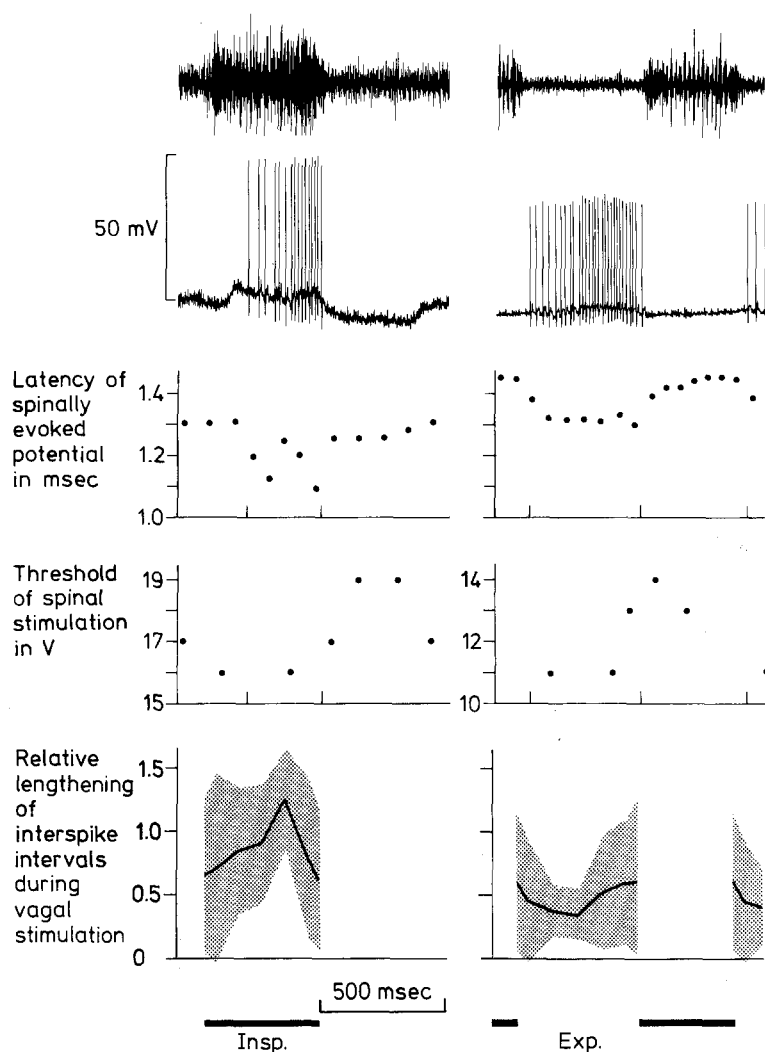 50 mV
Latency of
spinally
evoked
potential
in msec
1.4
1.2
1.0
Threshold
of spinal
stimulation
in V
19
17
15
14
12
10
Relative
lengthening
of
interspike
intervals
during
vagal
stimulation
1.5
1.0
0.5
0
500 msec
Insp.
Exp.